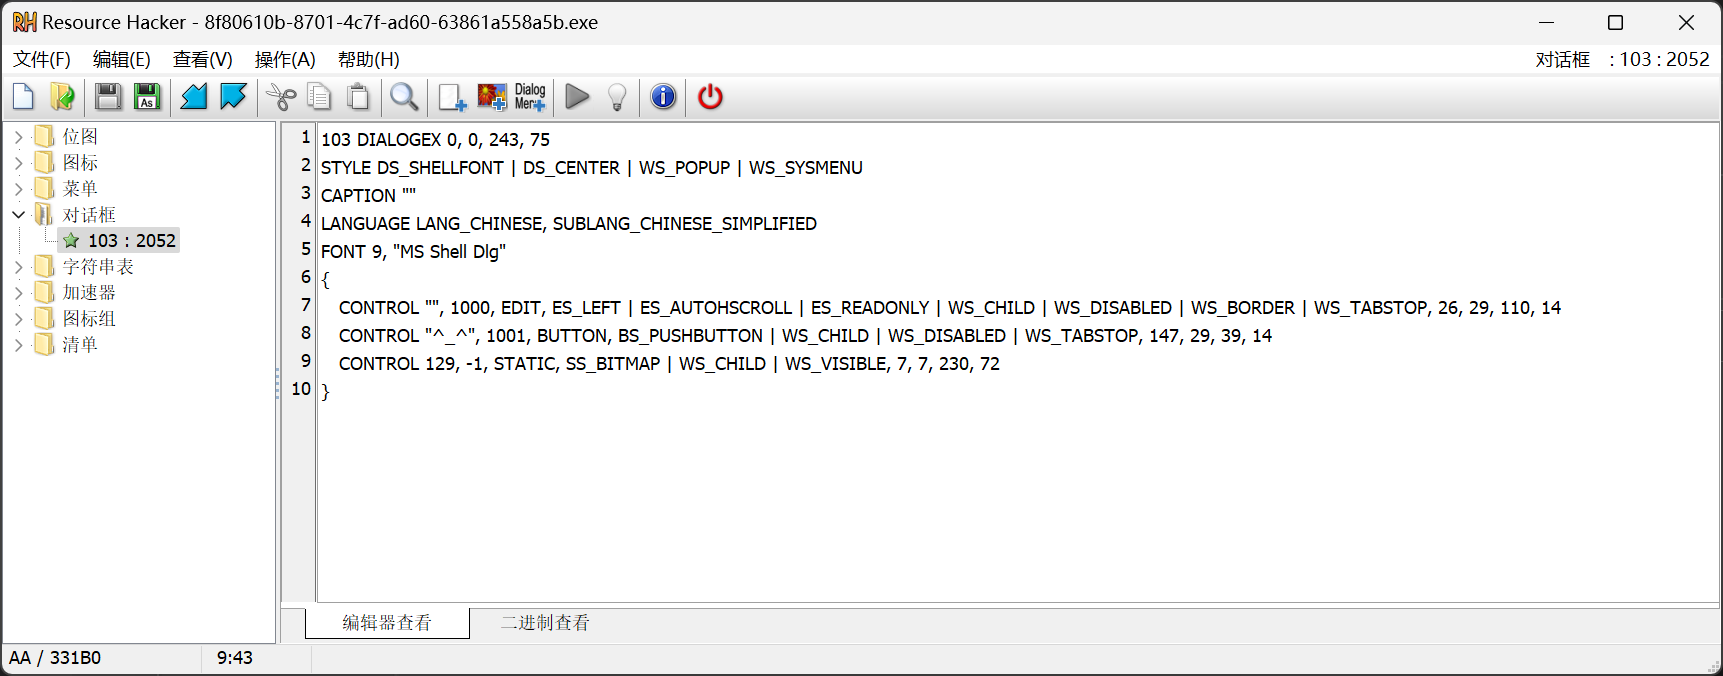 RH Resource Hacker - 8f80610b-8701-4c7f-ad60-63861a558a5b.exe
文件(F) 编辑(E) 查看(V) 操作(A) 帮助(H) 对话框 : 103 : 2052
As Dialog
Men
位图
图标
菜单
对话框
103 : 2052
字符串表
加速器
图标组
清单
1 103 DIALOGEX 0, 0, 243, 75
2 STYLE DS_SHELLFONT | DS_CENTER | WS_POPUP | WS_SYSMENU
3 CAPTION ""
4 LANGUAGE LANG_CHINESE, SUBLANG_CHINESE_SIMPLIFIED
5 FONT 9, "MS Shell Dlg"
6 {
7 CONTROL "", 1000, EDIT, ES_LEFT | ES_AUTOHSCROLL | ES_READONLY | WS_CHILD | WS_DISABLED | WS_BORDER | WS_TABSTOP, 26, 29, 110, 14
8 CONTROL "^_^", 1001, BUTTON, BS_PUSHBUTTON | WS_CHILD | WS_DISABLED | WS_TABSTOP, 147, 29, 39, 14
9 CONTROL 129, -1, STATIC, SS_BITMAP | WS_CHILD | WS_VISIBLE, 7, 7, 230, 72
10 }
编辑器查看 二进制查看
AA / 331B0 9:43